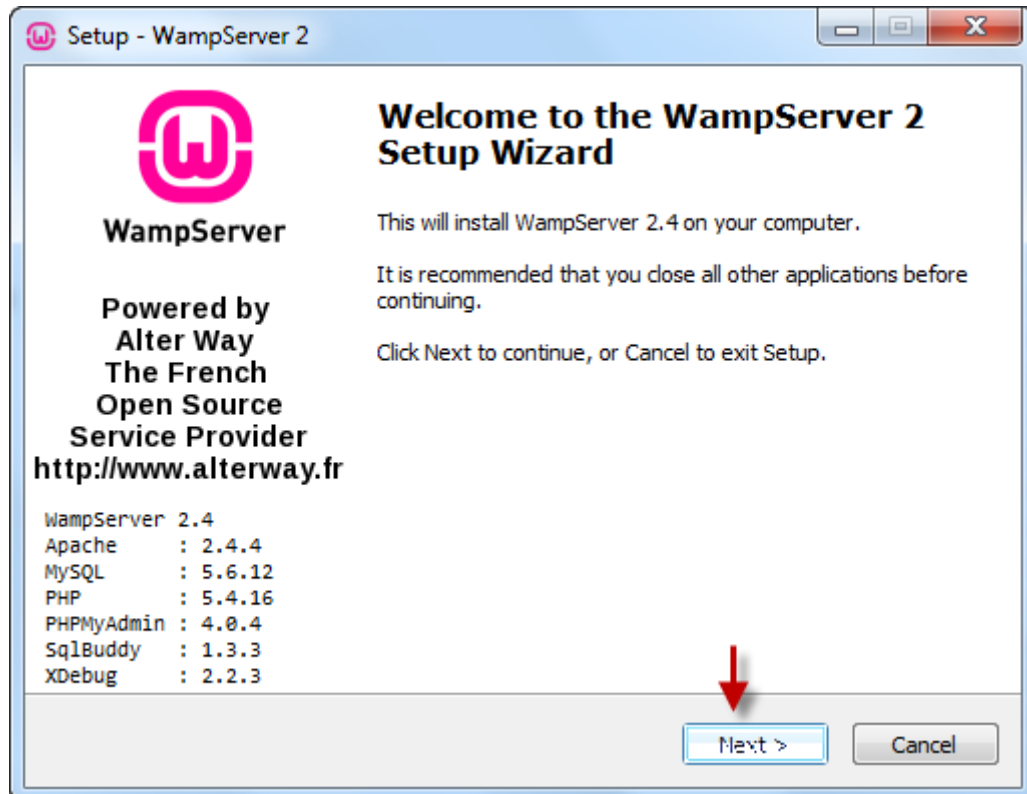 Setup - WampServer 2
WampServer
Powered by
Alter Way
The French
Open Source
Service Provider
http://www.alterway.fr
WampServer 2.4
Apache : 2.4.4
MySQL : 5.6.12
PHP : 5.4.16
PHPMyAdmin : 4.0.4
SqlBuddy : 1.3.3
XDebug : 2.2.3
Welcome to the WampServer 2
Setup Wizard
This will install WampServer 2.4 on your computer.
It is recommended that you close all other applications before
continuing.
Click Next to continue, or Cancel to exit Setup.
Next >
Cancel